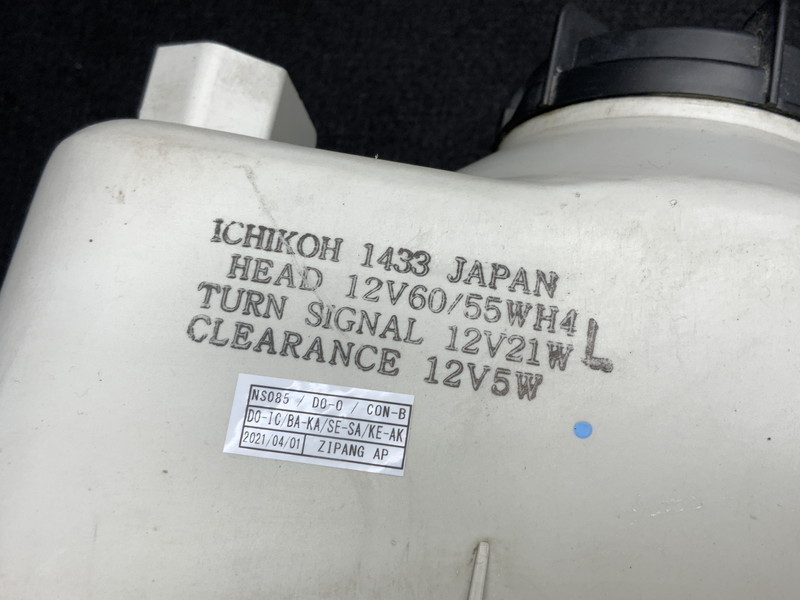 ICHIKOH 1433 JAPAN
HEAD 12V60/55WH4
TURN SIGNAL 12V21W
L
CLEARANCE 12V5W
NS085 / DO-O / CON-B
DO-IC/BA-KA/SE-SA/KE-AK
2021/04/01 ZIPANG AP